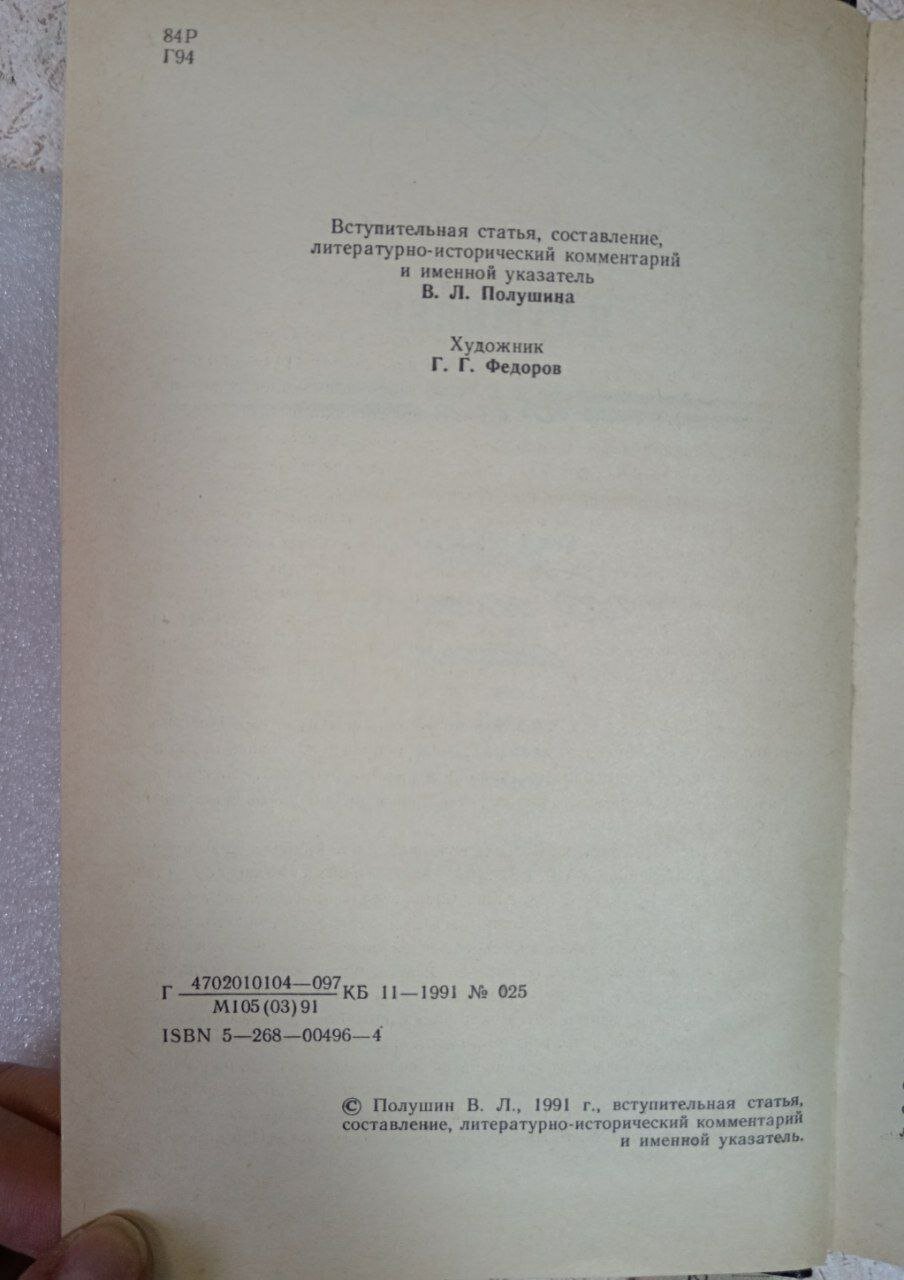 84Р
Г94
Вступительная статья, составление,
литературно-исторический комментарий
и именной указатель
В. Л. Полушина
Художник
Г. Г. Федоров
Г 4702010104—097 КБ 11—1991 № 025
М105(03)91
ISBN 5—268—00496—4
© Полушин В. Л., 1991 г., вступительная статья,
составление, литературно-исторический комментарий
и именной указатель.